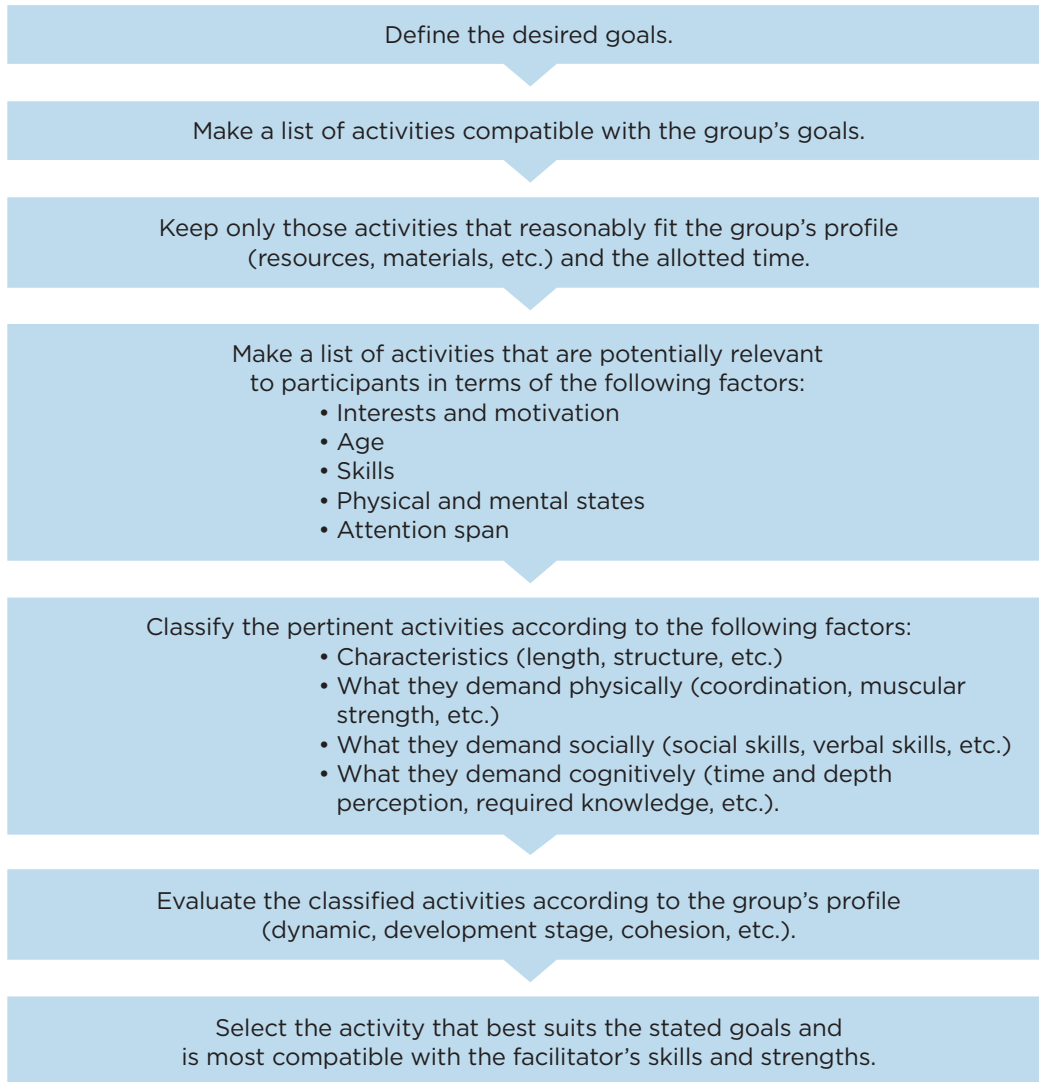 Define the desired goals.
Make a list of activities compatible with the group’s goals.
Keep only those activities that reasonably fit the group’s profile
(resources, materials, etc.) and the allotted time.
Make a list of activities that are potentially relevant
to participants in terms of the following factors:
• Interests and motivation
• Age
• Skills
• Physical and mental states
• Attention span
Classify the pertinent activities according to the following factors:
• Characteristics (length, structure, etc.)
• What they demand physically (coordination, muscular
strength, etc.)
• What they demand socially (social skills, verbal skills, etc.)
• What they demand cognitively (time and depth
perception, required knowledge, etc.).
Evaluate the classified activities according to the group’s profile
(dynamic, development stage, cohesion, etc.).
Select the activity that best suits the stated goals and
is most compatible with the facilitator’s skills and strengths.